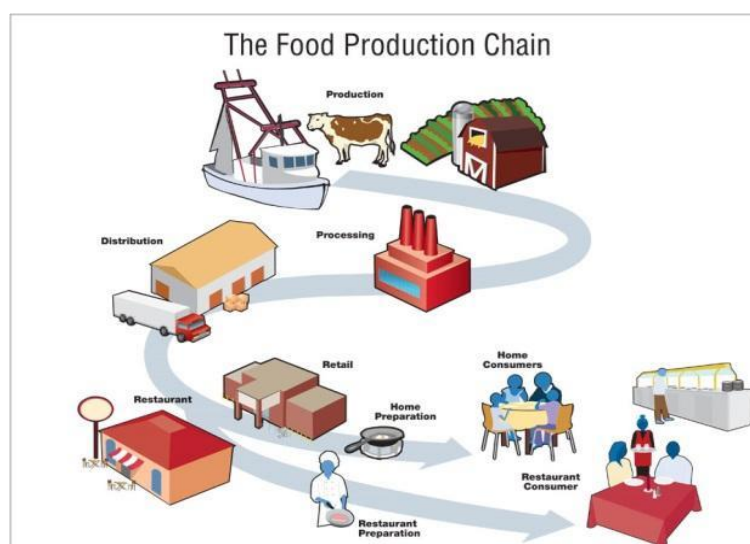 The Food Production Chain
Production
Distribution
Processing
Retail
Home
Consumers
Restaurant
Home
Preparation
Restaurant
Consumer
Restaurant
Preparation